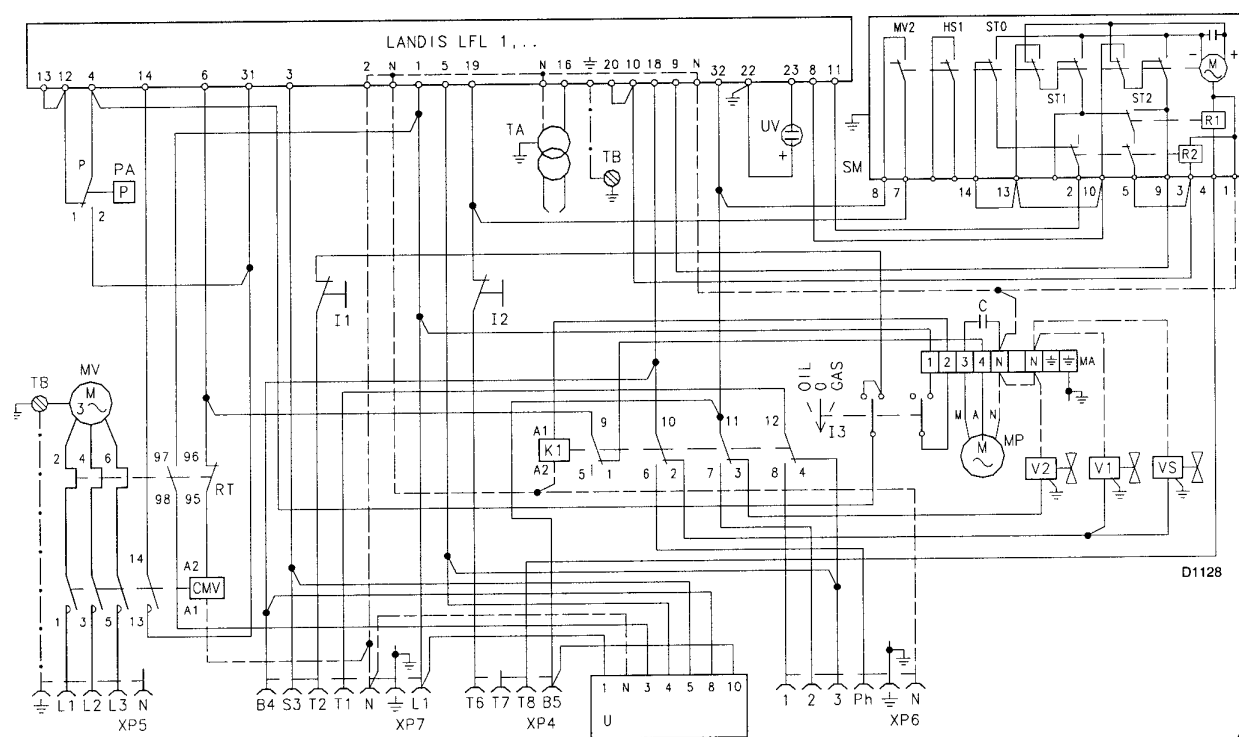 LANDIS LFL 1,..
13 12 4 14 6 31 3 2 N 1 5 19 N 16 20 10 18 9 N 32 22 23 8 11
MV2 HS1 ST0
- M +
ST1 ST2
R1
R2
SM
8 7 14 13 2 10 5 9 3 4 1
TA
UV
+
TB
P
PA
P
1 2
I1
I2
C
1 2 3 4 N N MA
OIL
0
GAS
I3
M A N
M
MP
TB
MV
M
3
2 4 6 97 96
RT
98 95
9 10 11 12
A1
K1
A2
5 1 6 2 7 3 8 4
V2 V1 VS
14
A2
CMV
A1
1 3 5 13
D1128
L1 L2 L3 N
XP5
B4 S3 T2 T1 N L1
XP7
T6 T7 T8 B5
XP4
1 N 3 4 5 8 10
U
1 2 3 Ph N
XP6